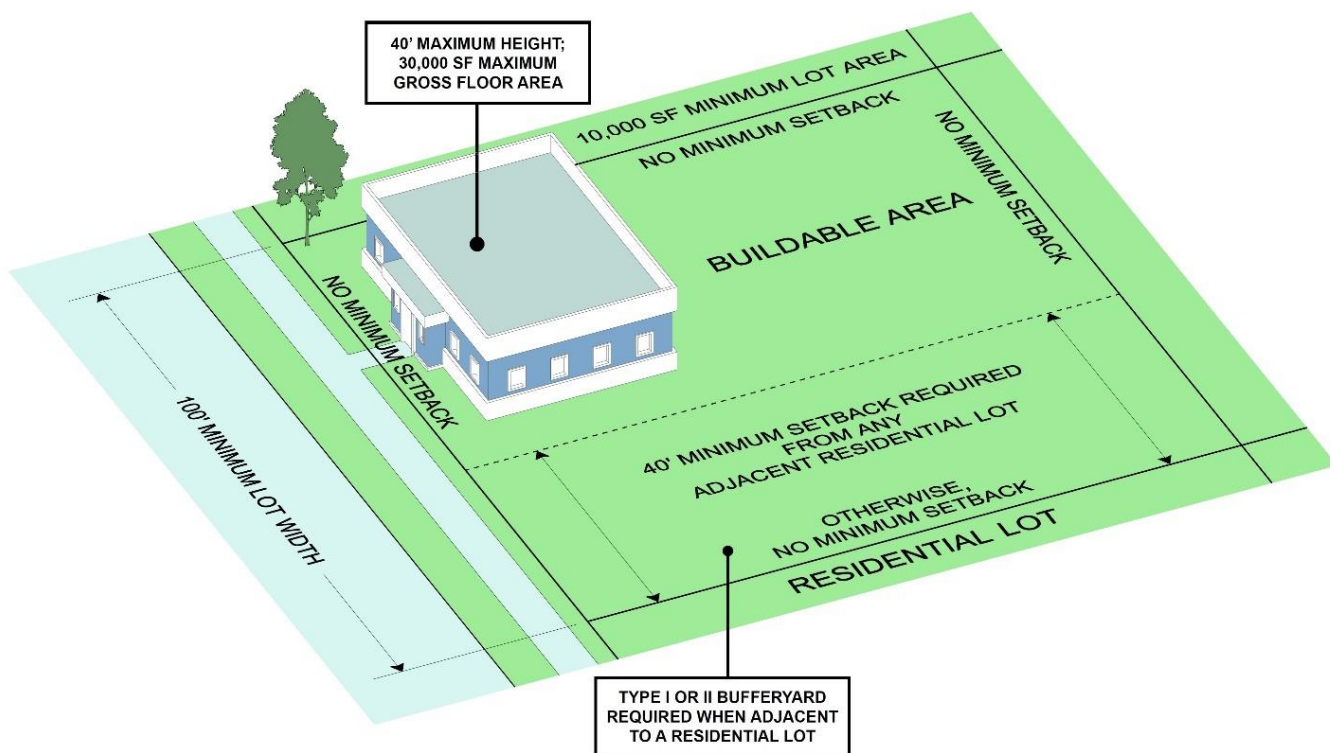 40' MAXIMUM HEIGHT;
30,000 SF MAXIMUM
GROSS FLOOR AREA
10,000 SF MINIMUM LOT AREA
NO MINIMUM SETBACK
NO MINIMUM SETBACK
BUILDABLE AREA
NO MINIMUM SETBACK
100' MINIMUM LOT WIDTH
40' MINIMUM SETBACK REQUIRED
FROM ANY
ADJACENT RESIDENTIAL LOT
OTHERWISE,
NO MINIMUM SETBACK
RESIDENTIAL LOT
TYPE I OR II BUFFERYARD
REQUIRED WHEN ADJACENT
TO A RESIDENTIAL LOT